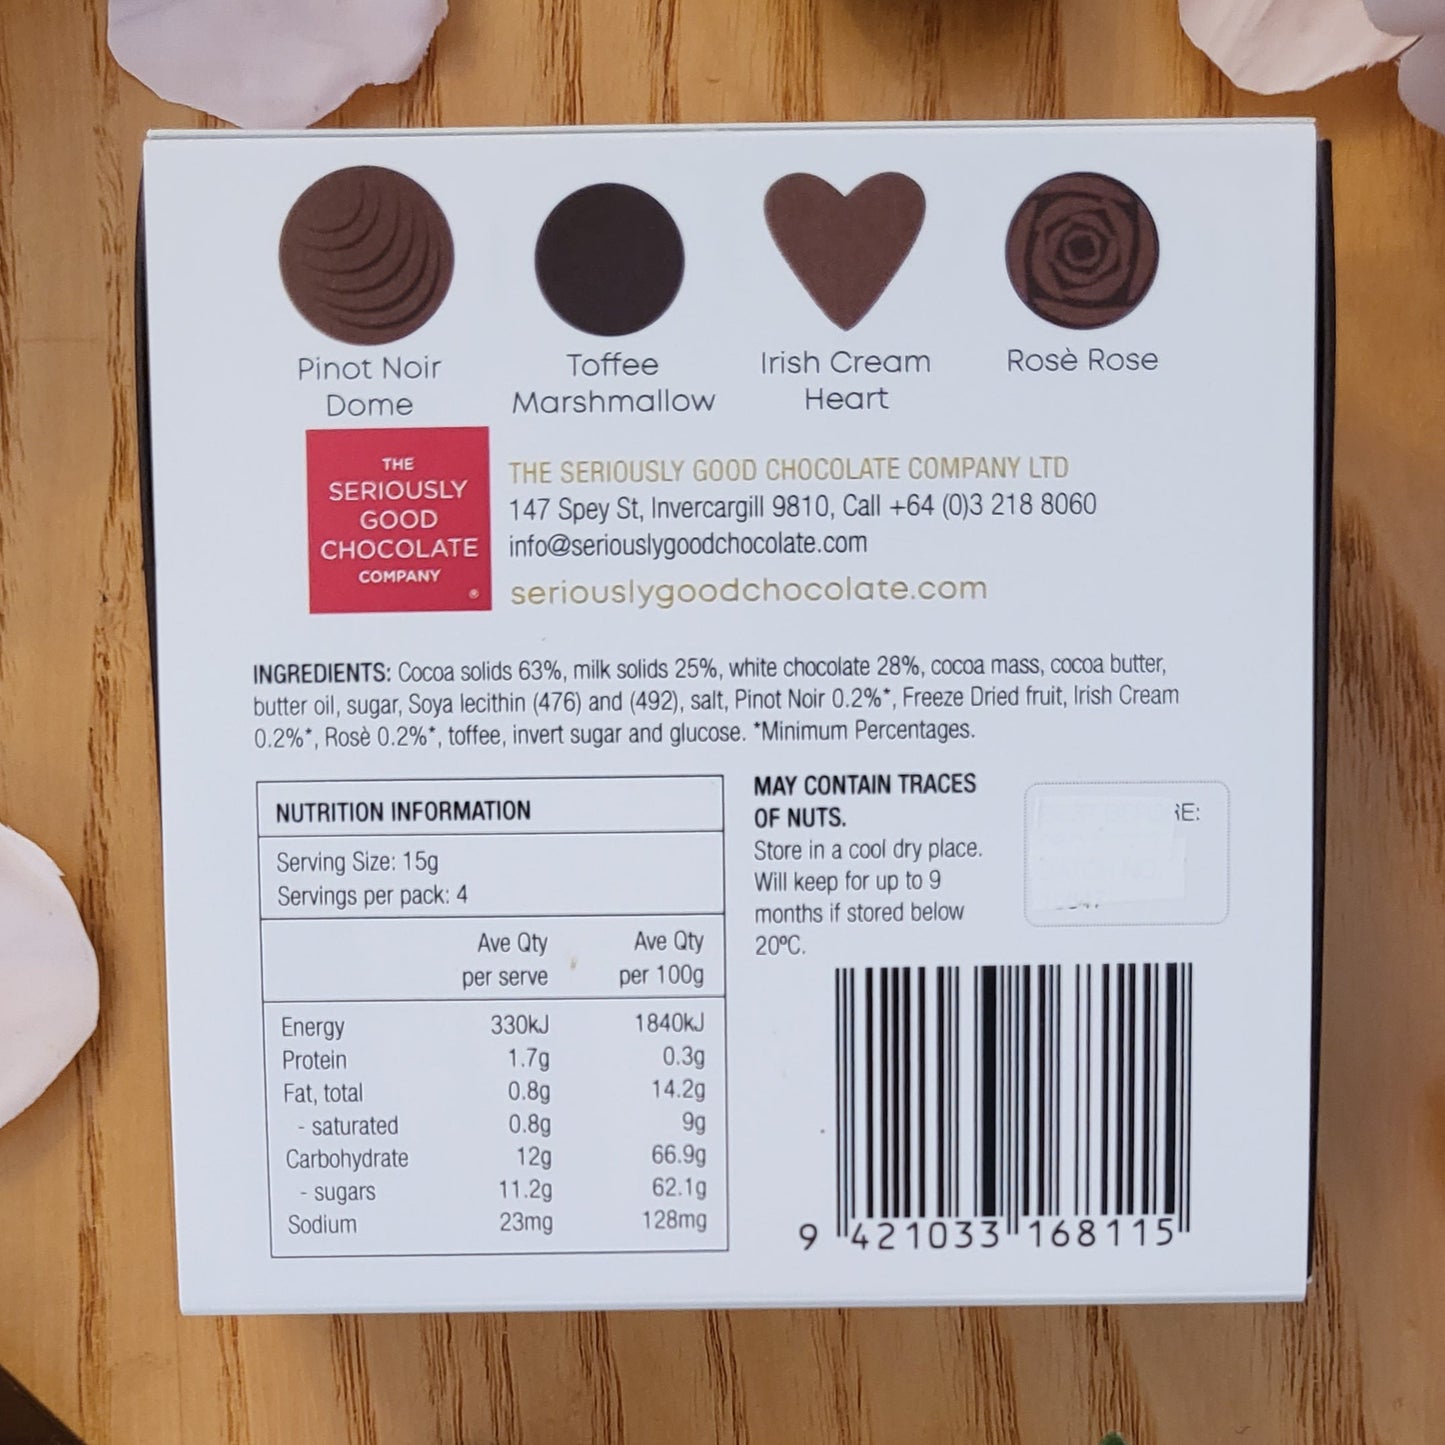 Pinot Noir
Dome
Toffee
Marshmallow
Irish Cream
Heart
Rosè Rose
THE
SERIOUSLY
GOOD
CHOCOLATE
COMPANY
®
THE SERIOUSLY GOOD CHOCOLATE COMPANY LTD
147 Spey St, Invercargill 9810, Call +64 (0)3 218 8060
info@seriouslygoodchocolate.com
seriouslygoodchocolate.com
INGREDIENTS: Cocoa solids 63%, milk solids 25%, white chocolate 28%, cocoa mass, cocoa butter,
butter oil, sugar, Soya lecithin (476) and (492), salt, Pinot Noir 0.2%*, Freeze Dried fruit, Irish Cream
0.2%*, Rosè 0.2%*, toffee, invert sugar and glucose. *Minimum Percentages.
NUTRITION INFORMATION
Serving Size: 15g
Servings per pack: 4
Ave Qty Ave Qty
per serve per 100g
Energy 330kJ 1840kJ
Protein 1.7g 0.3g
Fat, total 0.8g 14.2g
- saturated 0.8g 9g
Carbohydrate 12g 66.9g
- sugars 11.2g 62.1g
Sodium 23mg 128mg
MAY CONTAIN TRACES
OF NUTS.
Store in a cool dry place.
Will keep for up to 9
months if stored below
20ºC.
9 421033 168115